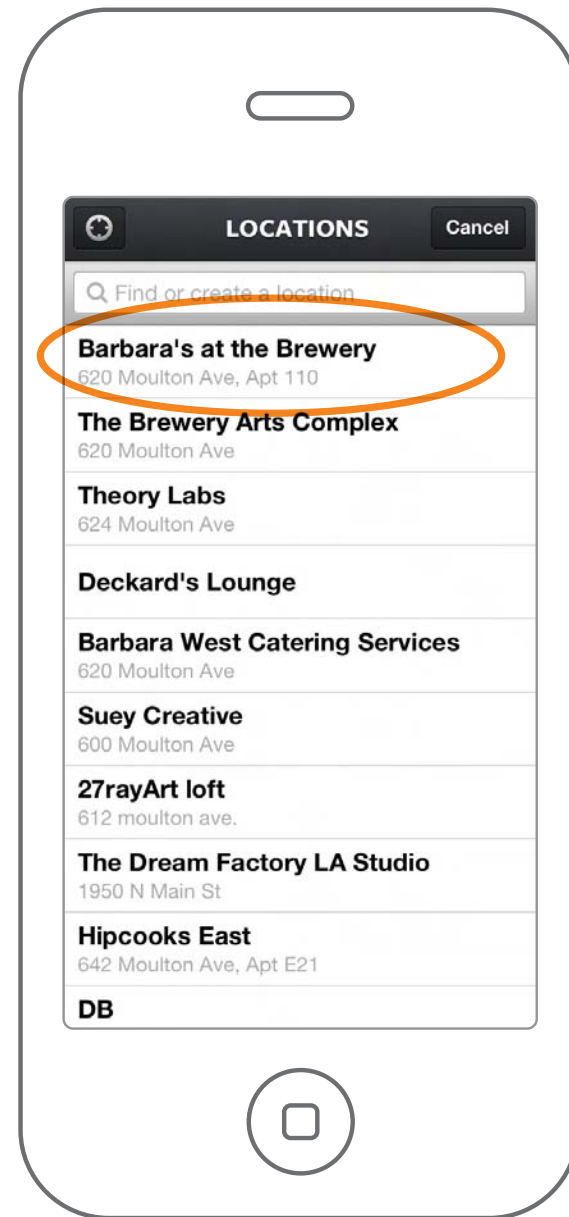 LOCATIONS
Cancel
Find or create a location
Barbara's at the Brewery
620 Moulton Ave, Apt 110
The Brewery Arts Complex
620 Moulton Ave
Theory Labs
624 Moulton Ave
Deckard's Lounge
Barbara West Catering Services
620 Moulton Ave
Suey Creative
600 Moulton Ave
27rayArt loft
612 moulton ave.
The Dream Factory LA Studio
1950 N Main St
Hipcooks East
642 Moulton Ave, Apt E21
DB